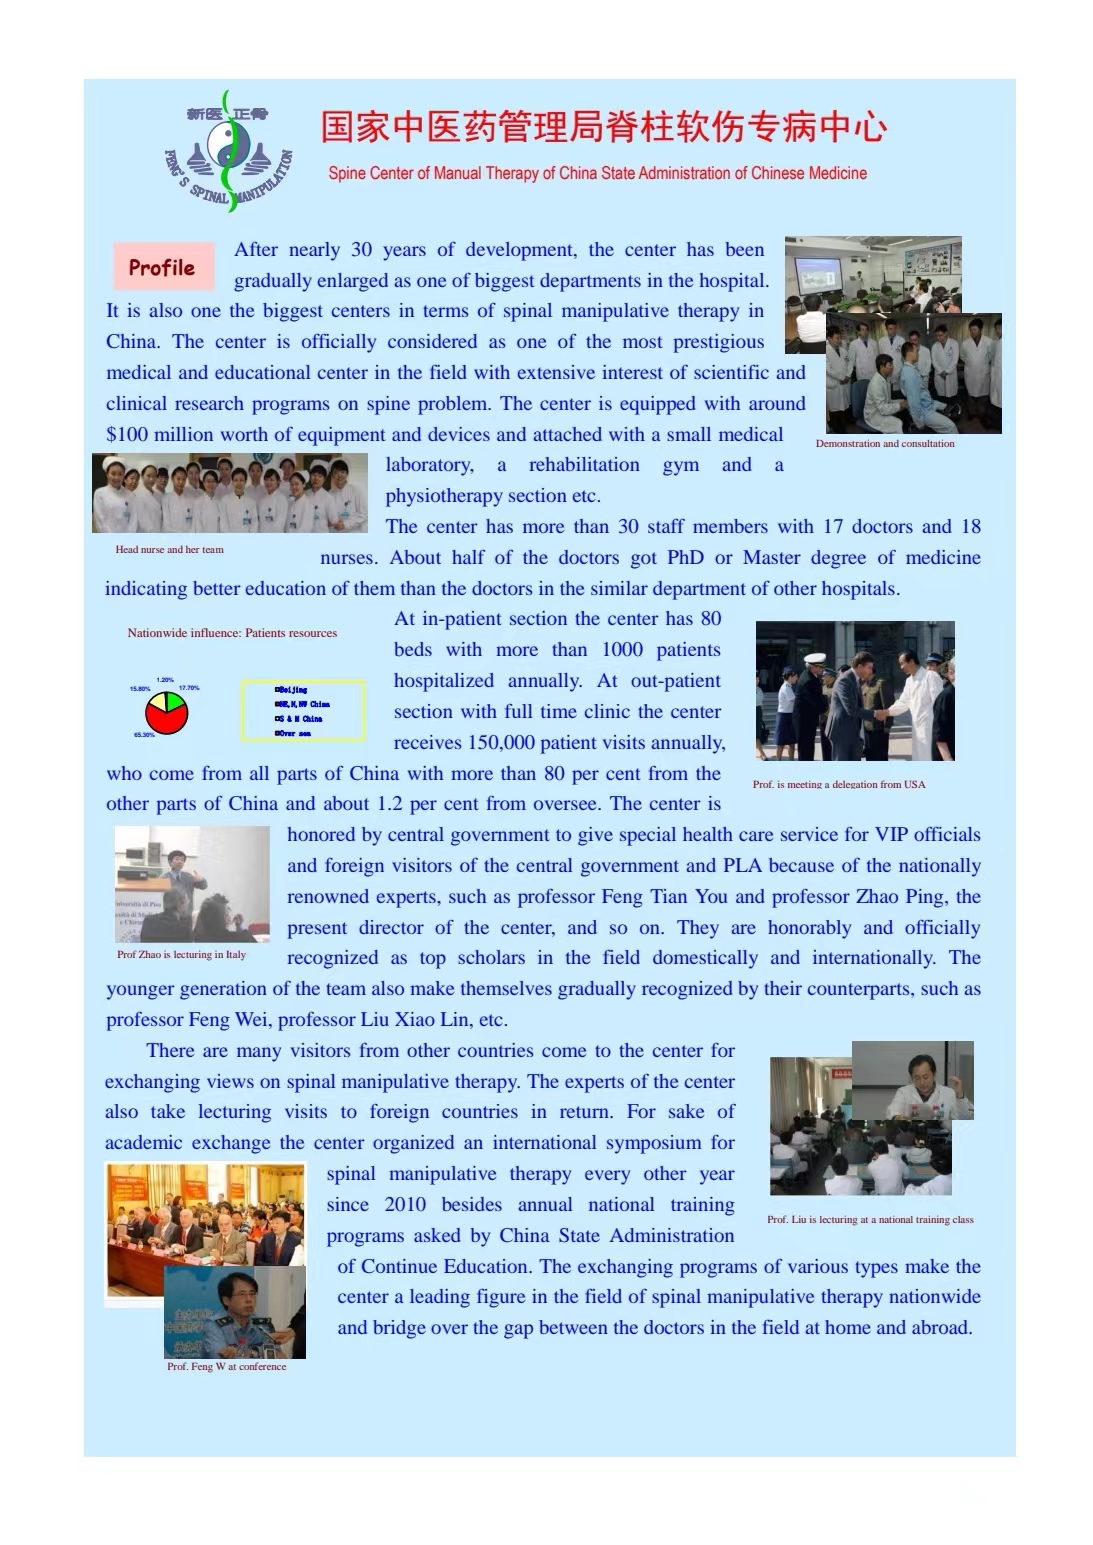 新医 正骨
FENG'S SPINAL MANIPULATION
国家中医药管理局脊柱软伤专病中心
Spine Center of Manual Therapy of China State Administration of Chinese Medicine
Profile
After nearly 30 years of development, the center has been
gradually enlarged as one of biggest departments in the hospital.
It is also one the biggest centers in terms of spinal manipulative therapy in
China. The center is officially considered as one of the most prestigious
medical and educational center in the field with extensive interest of scientific and
clinical research programs on spine problem. The center is equipped with around
$100 million worth of equipment and devices and attached with a small medical
Demonstration and consultation
laboratory, a rehabilitation gym and a
physiotherapy section etc.
The center has more than 30 staff members with 17 doctors and 18
Head nurse and her team
nurses. About half of the doctors got PhD or Master degree of medicine
indicating better education of them than the doctors in the similar department of other hospitals.
Nationwide influence: Patients resources
1.20%
15.80%
17.70%
65.30%
Beijing
NE,N,NW China
S & M China
Over sea
At in-patient section the center has 80
beds with more than 1000 patients
hospitalized annually. At out-patient
section with full time clinic the center
receives 150,000 patient visits annually,
who come from all parts of China with more than 80 per cent from the
Prof. is meeting a delegation from USA
other parts of China and about 1.2 per cent from oversee. The center is
honored by central government to give special health care service for VIP officials
and foreign visitors of the central government and PLA because of the nationally
renowned experts, such as professor Feng Tian You and professor Zhao Ping, the
present director of the center, and so on. They are honorably and officially
Prof Zhao is lecturing in Italy
recognized as top scholars in the field domestically and internationally. The
younger generation of the team also make themselves gradually recognized by their counterparts, such as
professor Feng Wei, professor Liu Xiao Lin, etc.
There are many visitors from other countries come to the center for
exchanging views on spinal manipulative therapy. The experts of the center
also take lecturing visits to foreign countries in return. For sake of
academic exchange the center organized an international symposium for
spinal manipulative therapy every other year
since 2010 besides annual national training
Prof. Liu is lecturing at a national training class
programs asked by China State Administration
of Continue Education. The exchanging programs of various types make the
center a leading figure in the field of spinal manipulative therapy nationwide
and bridge over the gap between the doctors in the field at home and abroad.
Prof. Feng W at conference